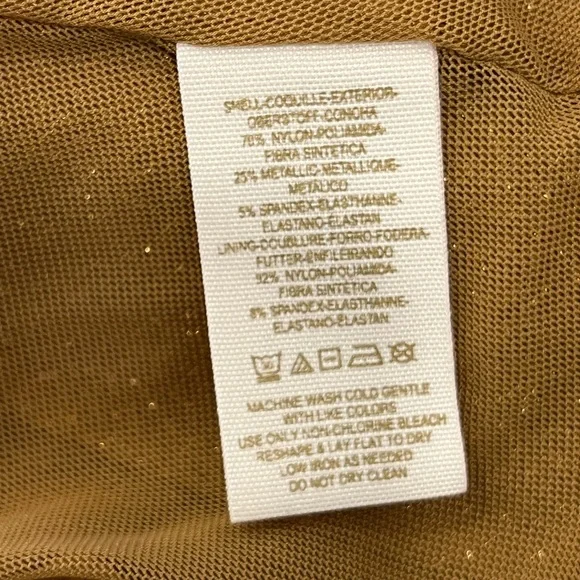 SHELL-COQUILLE-EXTERIOR-
OBERSTOFF-CONCHA
70% NYLON-POLIAMIDA-
FIBRA SINTETICA
25% METALLIC-METALLIQUE-
METALICO
5% SPANDEX-ELASTHANNE-
ELASTANO-ELASTAN
LINING-DOUBLURE-FORRO-FODERA-
FUTTER-ENFILEIRANDO
92% NYLON-POLIAMIDA-
FIBRA SINTETICA
8% SPANDEX-ELASTHANNE-
ELASTANO-ELASTAN
MACHINE WASH COLD GENTLE
WITH LIKE COLORS
USE ONLY NON-CHLORINE BLEACH
RESHAPE & LAY FLAT TO DRY
LOW IRON AS NEEDED
DO NOT DRY CLEAN